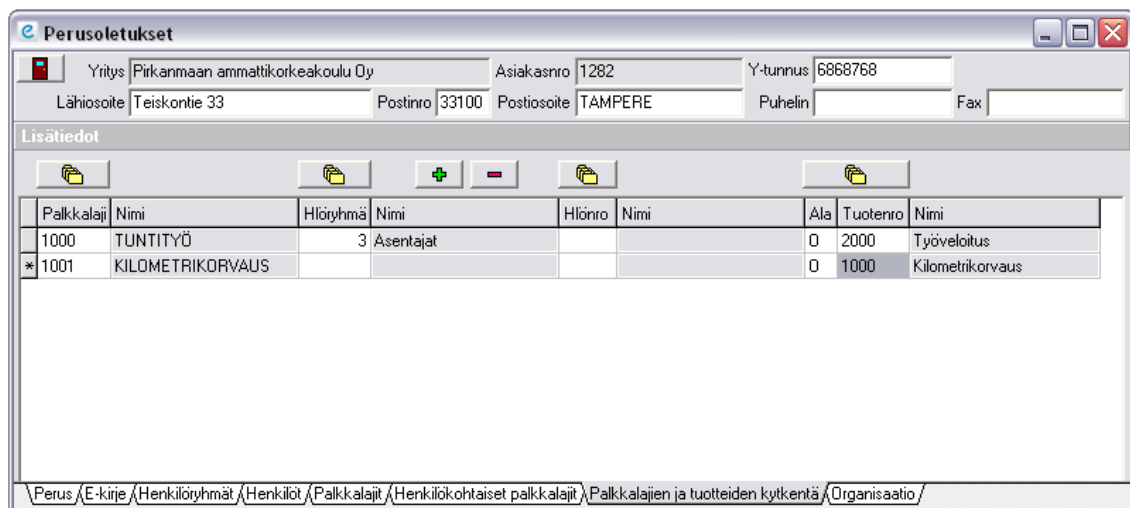 Perusoletukset
Yritys Pirkanmaan ammattikorkeakoulu Oy Asiakasnro 1282 Y-tunnus 6868768
Lähiosoite Teiskontie 33 Postinro 33100 Postiosoite TAMPERE Puhelin Fax
Lisätiedot
Palkkalaji Nimi Hlöryhmä Nimi Hlönro Nimi Ala Tuotenro Nimi
1000 TUNTITYÖ 3 Asentajat 0 2000 Työveloitus
* 1001 KILOMETRIKORVAUS 0 1000 Kilometrikorvaus
Perus E-kirje Henkilöryhmät Henkilöt Palkkalajit Henkilökohtaiset palkkalajit Palkkalajien ja tuotteiden kytkentä Organisaatio